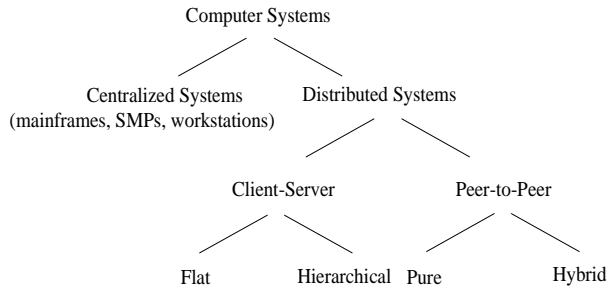 Computer Systems
Centralized Systems
(mainframes, SMPs, workstations)
Distributed Systems
Client-Server
Peer-to-Peer
Flat
Hierarchical
Pure
Hybrid